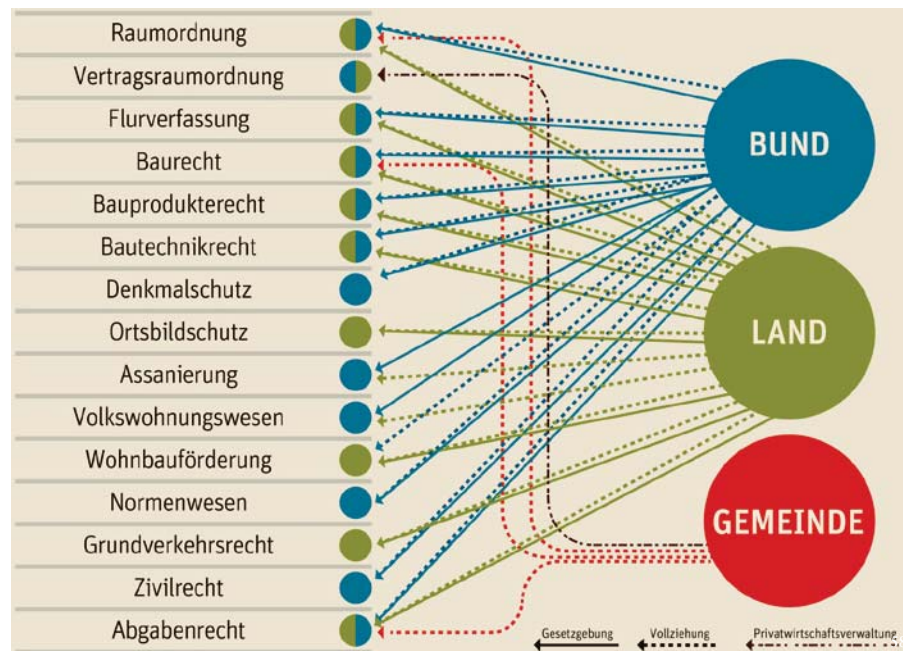 Raumordnung
Vertragsraumordnung
Flurverfassung
Baurecht
Bauprodukterecht
Bautechnikrecht
Denkmalschutz
Ortsbildschutz
Assanierung
Volkswohnungswesen
Wohnbauförderung
Normenwesen
Grundverkehrsrecht
Zivilrecht
Abgabenrecht
BUND
LAND
GEMEINDE
Gesetzgebung Vollziehung Privatwirtschaftsverwaltung